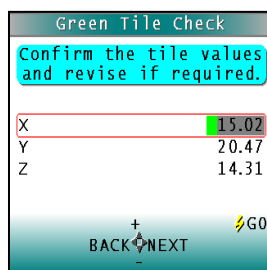 Green Tile Check
Confirm the tile values
and revise if required.
X 15.02
Y 20.47
Z 14.31
+ GO
BACK NEXT
-